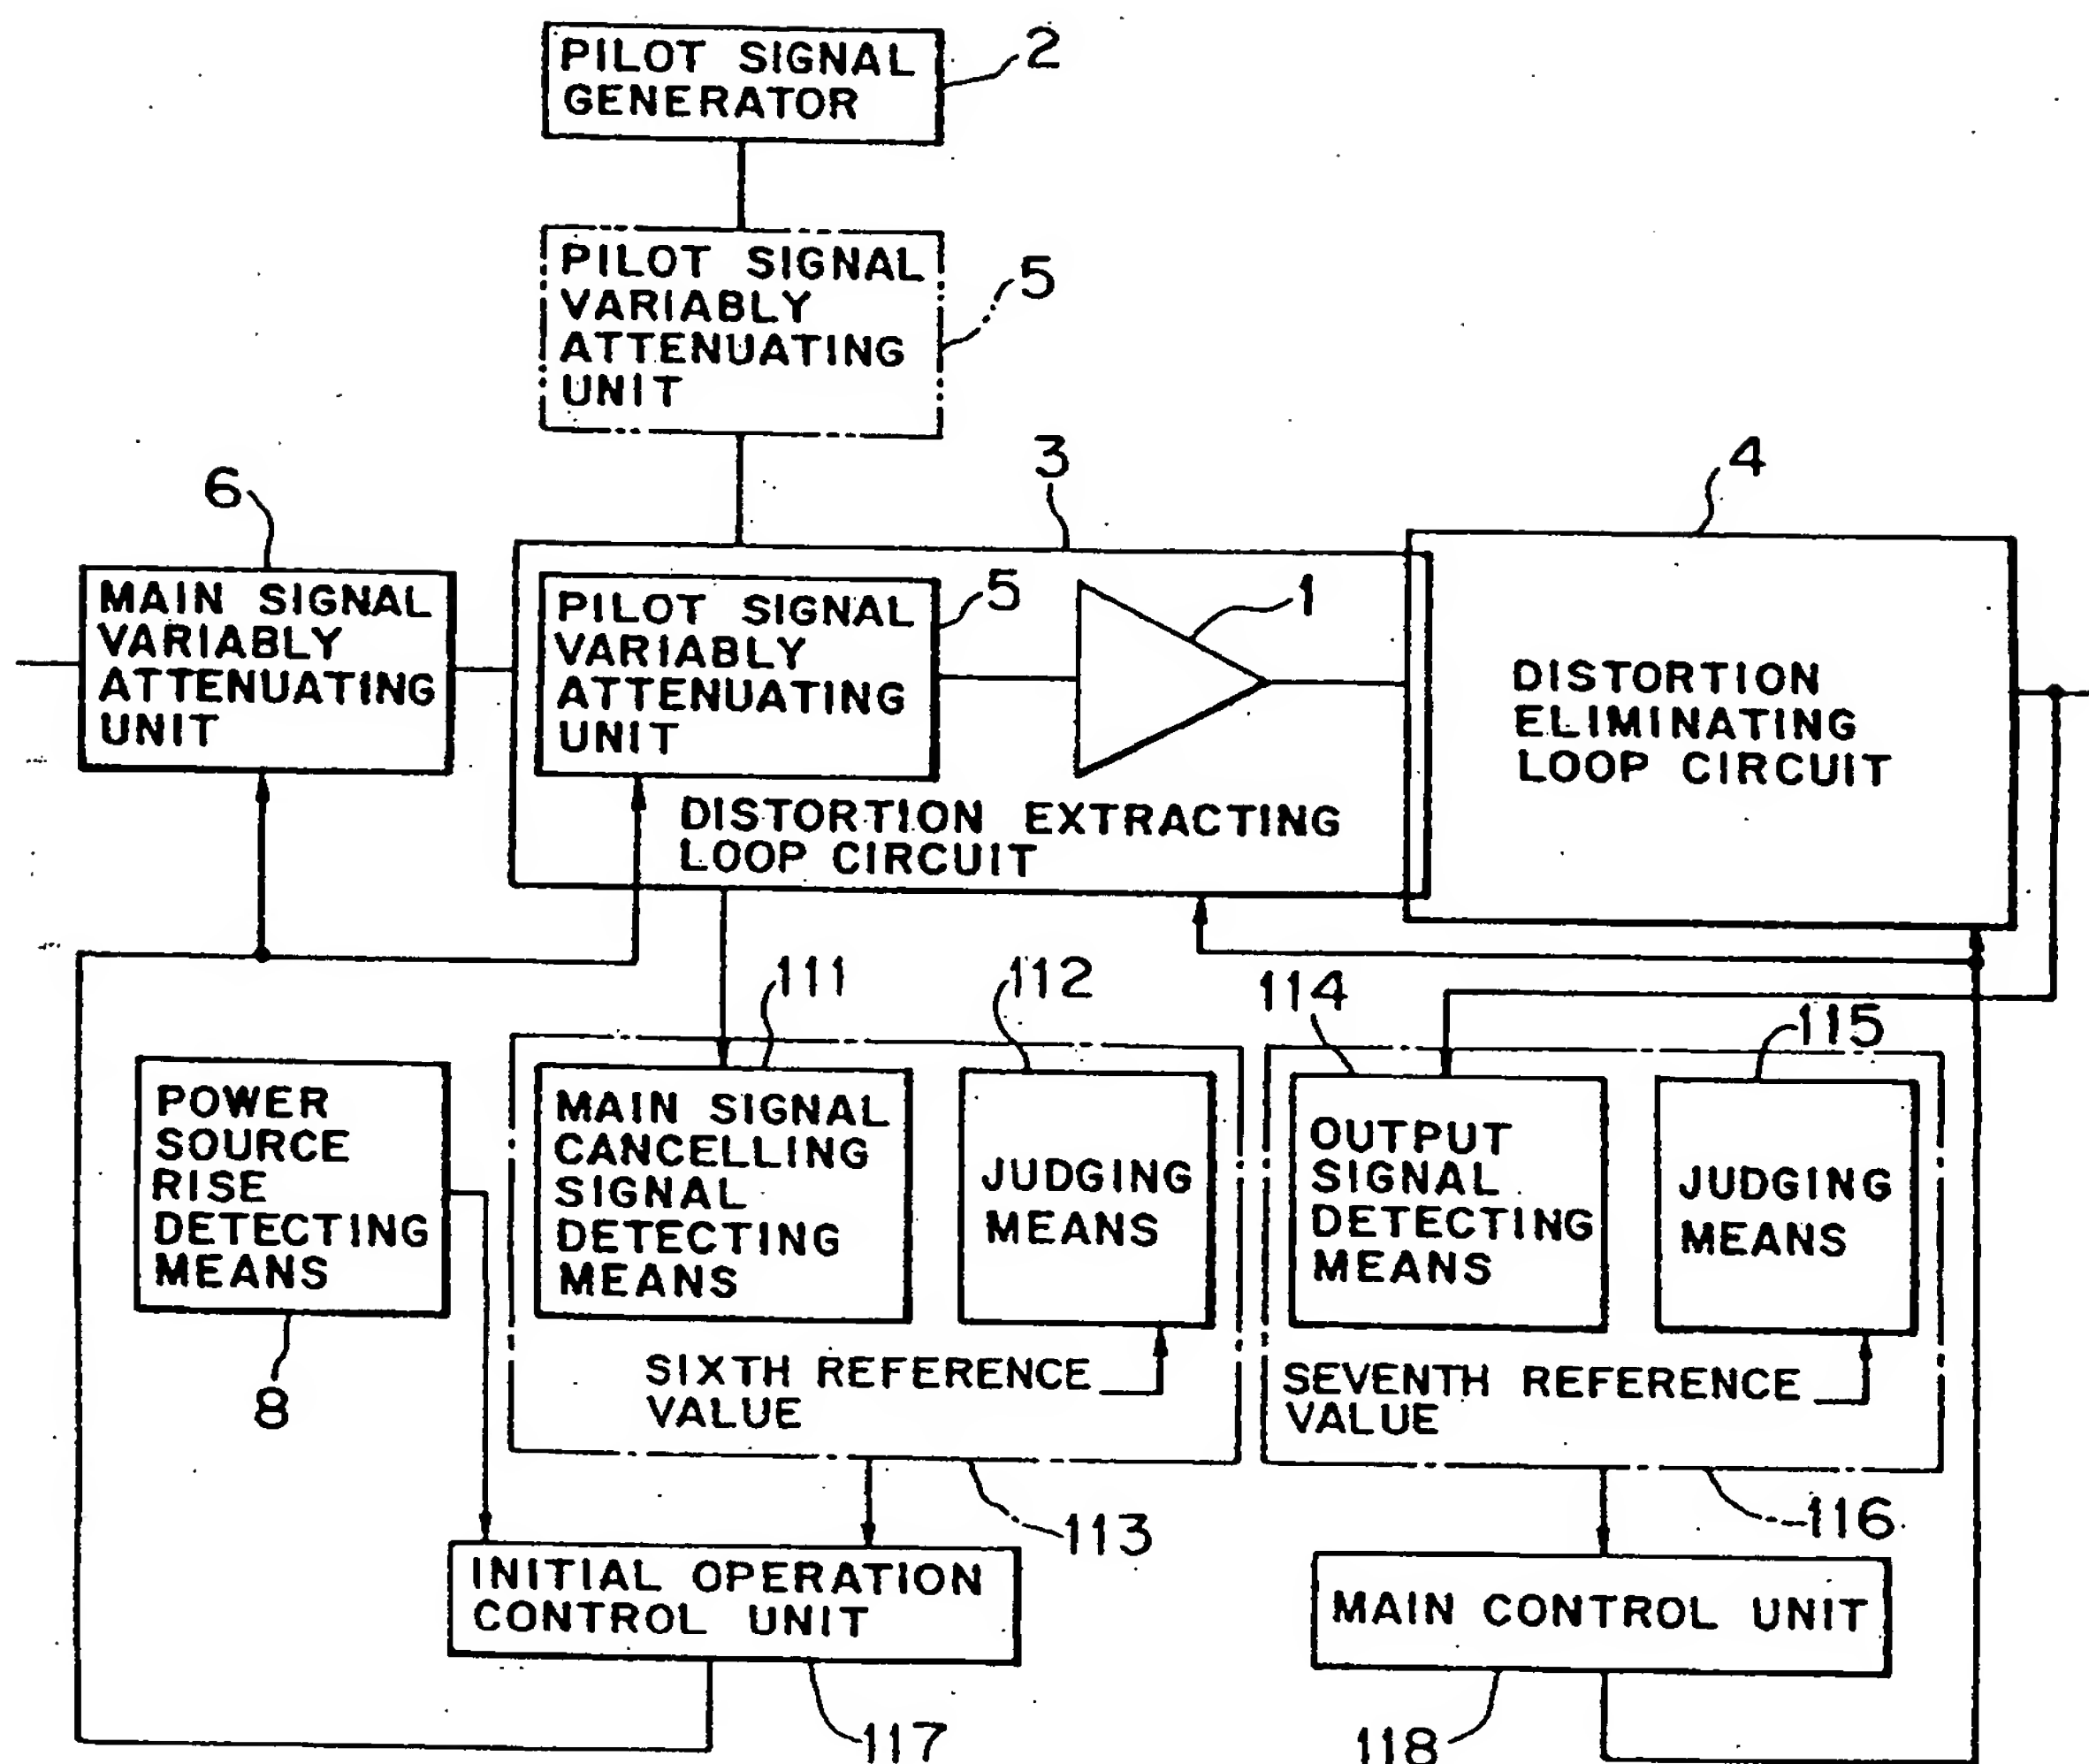 PILOT SIGNAL
GENERATOR
2
PILOT SIGNAL
VARIABLY
ATTENUATING
UNIT
5
3
4
6
MAIN SIGNAL
VARIABLY
ATTENUATING
UNIT
PILOT SIGNAL
VARIABLY
ATTENUATING
UNIT
5
1
DISTORTION EXTRACTING
LOOP CIRCUIT
DISTORTION
ELIMINATING
LOOP CIRCUIT
111
112
114
115
POWER
SOURCE
RISE
DETECTING
MEANS
8
MAIN SIGNAL
CANCELLING
SIGNAL
DETECTING
MEANS
JUDGING
MEANS
SIXTH REFERENCE
VALUE
OUTPUT
SIGNAL
DETECTING
MEANS
JUDGING
MEANS
SEVENTH REFERENCE
VALUE
113
116
INITIAL OPERATION
CONTROL UNIT
117
MAIN CONTROL UNIT
118